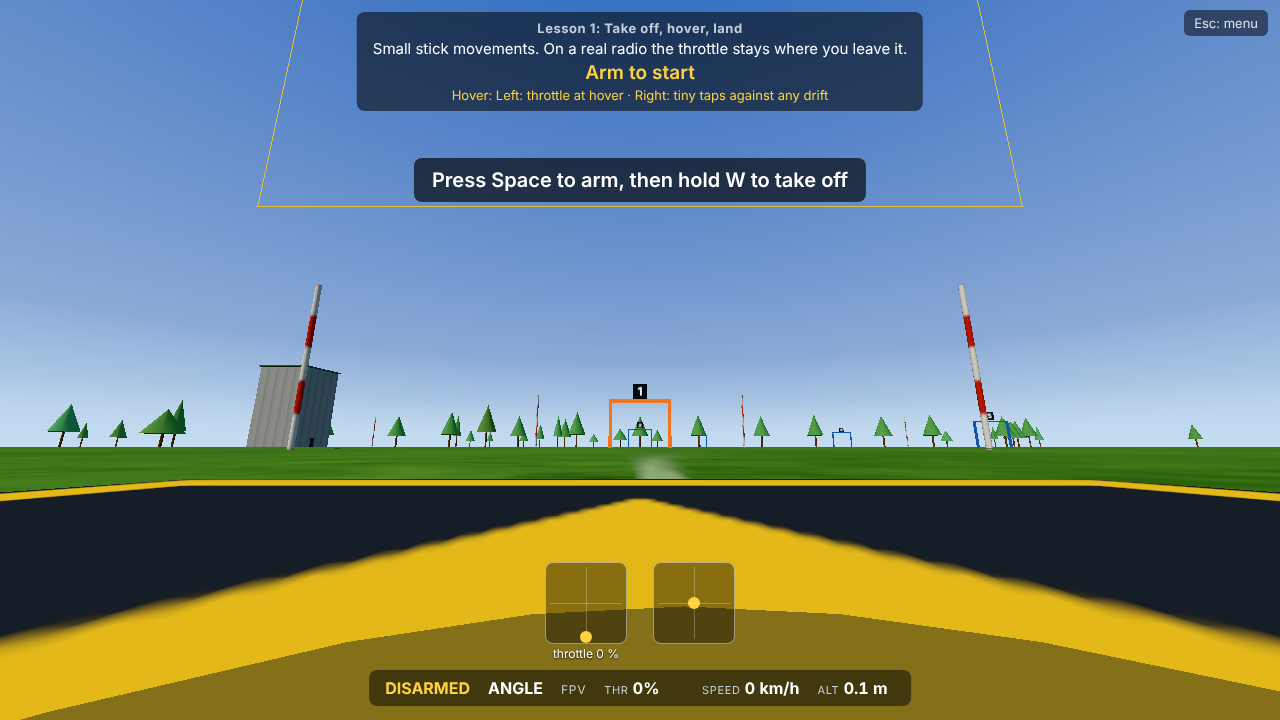 Lesson 1: Take off, hover, land
Small stick movements. On a real radio the throttle stays where you leave it.
Arm to start
Hover: Left: throttle at hover · Right: tiny taps against any drift
Esc: menu
Press Space to arm, then hold W to take off
1
throttle 0 %
DISARMED ANGLE FPV THR 0% SPEED 0 km/h ALT 0.1 m